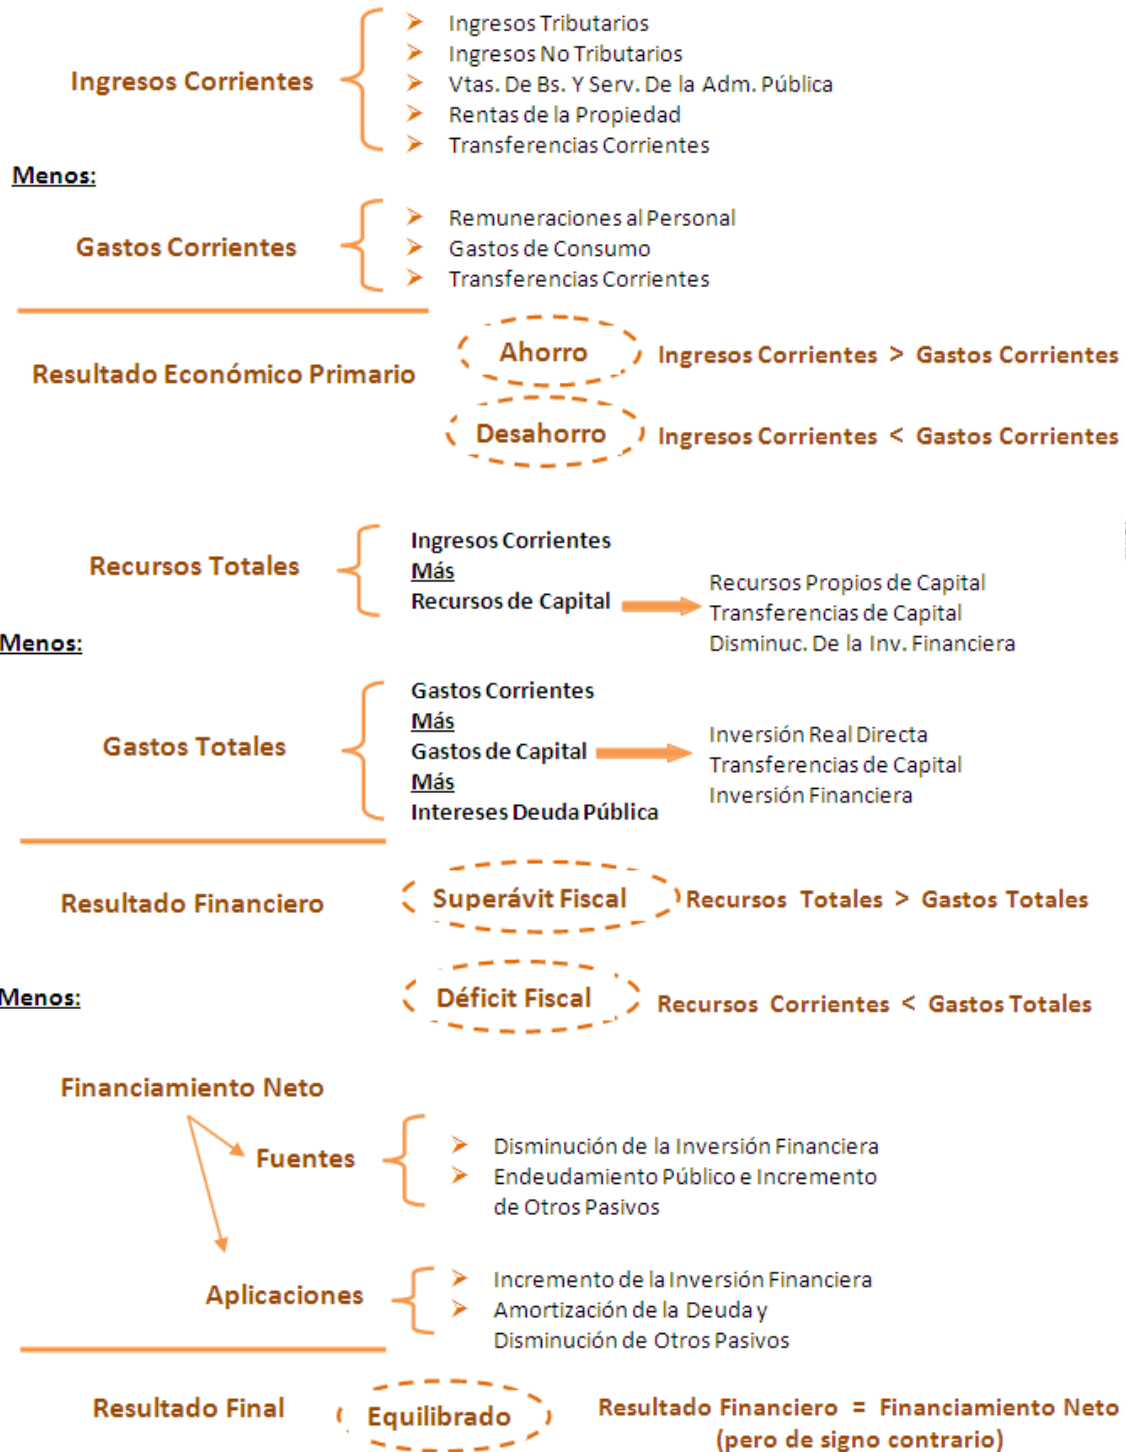 Ingresos Corrientes
Ingresos Tributarios
Ingresos No Tributarios
Vtas. De Bs. Y Serv. De la Adm. Pública
Rentas de la Propiedad
Transferencias Corrientes
Menos:
Gastos Corrientes
Remuneraciones al Personal
Gastos de Consumo
Transferencias Corrientes
Resultado Económico Primario
Ahorro
Ingresos Corrientes > Gastos Corrientes
Desahorro
Ingresos Corrientes < Gastos Corrientes
Recursos Totales
Ingresos Corrientes
Más
Recursos de Capital
Recursos Propios de Capital
Transferencias de Capital
Disminuc. De la Inv. Financiera
Menos:
Gastos Totales
Gastos Corrientes
Más
Gastos de Capital
Más
Intereses Deuda Pública
Inversión Real Directa
Transferencias de Capital
Inversión Financiera
Resultado Financiero
Superávit Fiscal
Recursos Totales > Gastos Totales
Menos:
Déficit Fiscal
Recursos Corrientes < Gastos Totales
Financiamiento Neto
Fuentes
Disminución de la Inversión Financiera
Endeudamiento Público e Incremento
de Otros Pasivos
Aplicaciones
Incremento de la Inversión Financiera
Amortización de la Deuda y
Disminución de Otros Pasivos
Resultado Final
Equilibrado
Resultado Financiero = Financiamiento Neto
(pero de signo contrario)